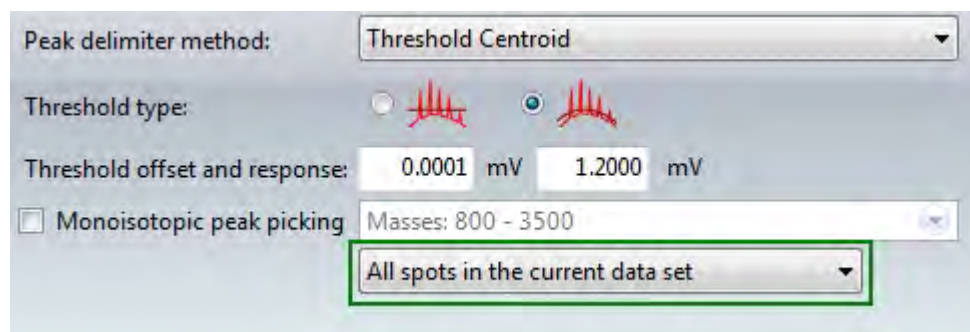 Peak delimiter method: Threshold Centroid
Threshold type:
Threshold offset and response: 0.0001 mV 1.2000 mV
Monoisotopic peak picking Masses: 800 - 3500
All spots in the current data set